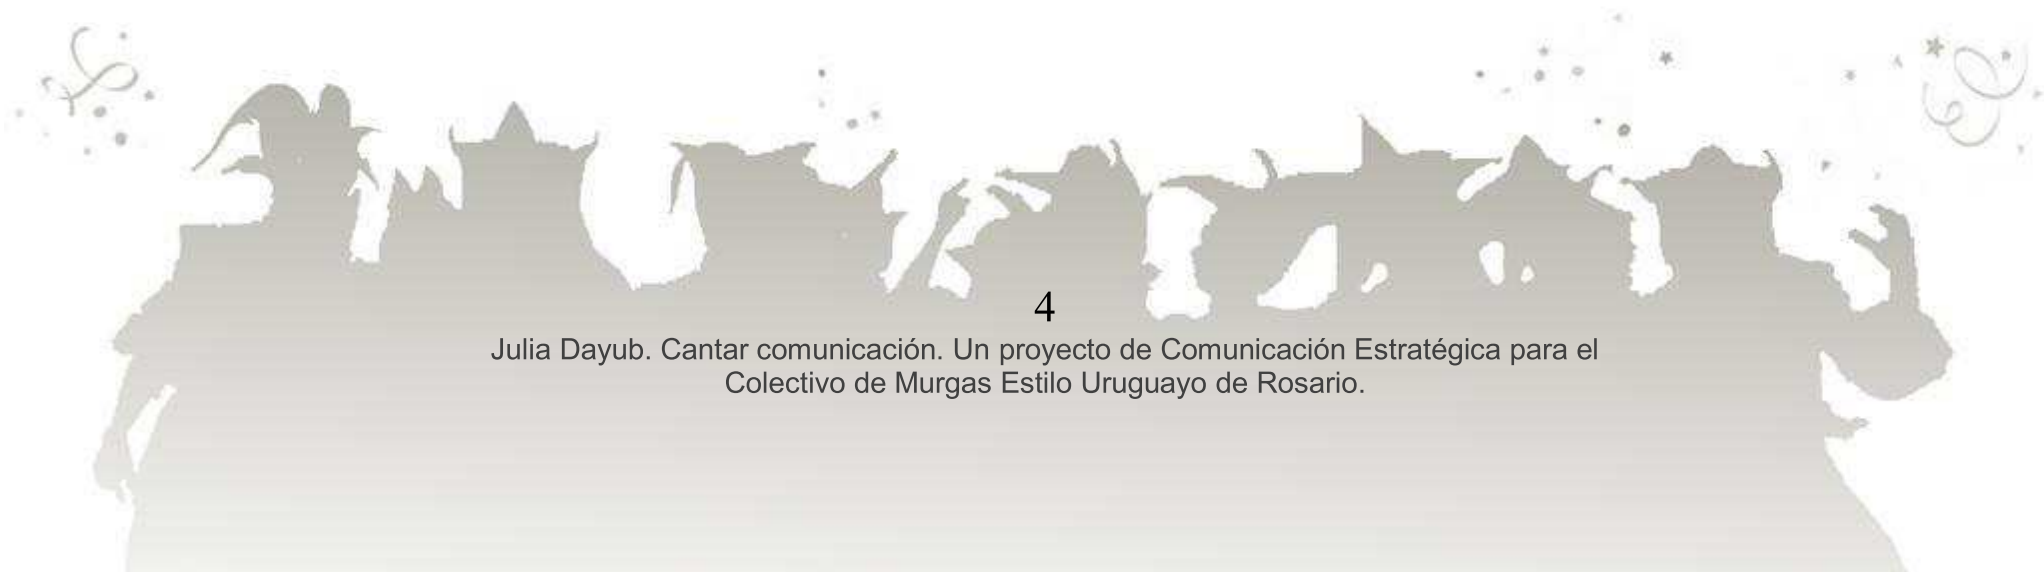 4
Julia Dayub. Cantar comunicación. Un proyecto de Comunicación Estratégica para el
Colectivo de Murgas Estilo Uruguayo de Rosario.